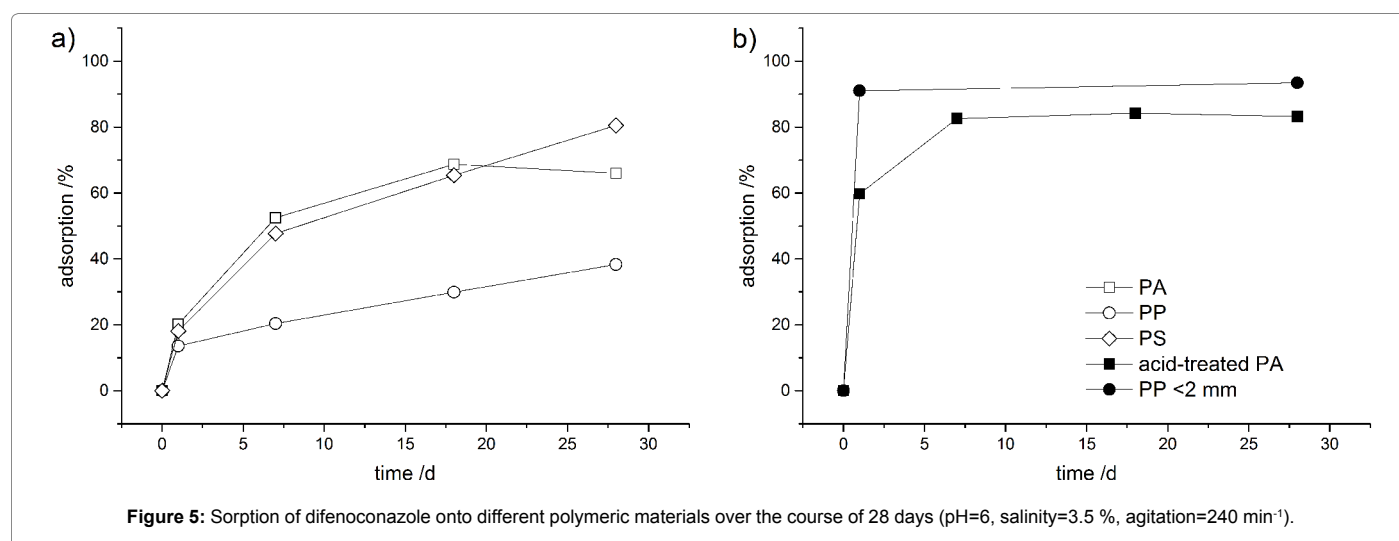 a)
100
80
60
40
20
0
adsorption /%
0 5 10 15 20 25 30
time /d
b)
100
80
60
40
20
0
adsorption /%
0 5 10 15 20 25 30
time /d
PA
PP
PS
acid-treated PA
PP <2 mm
Figure 5: Sorption of difenoconazole onto different polymeric materials over the course of 28 days (pH=6, salinity=3.5 %, agitation=240 min⁻¹).